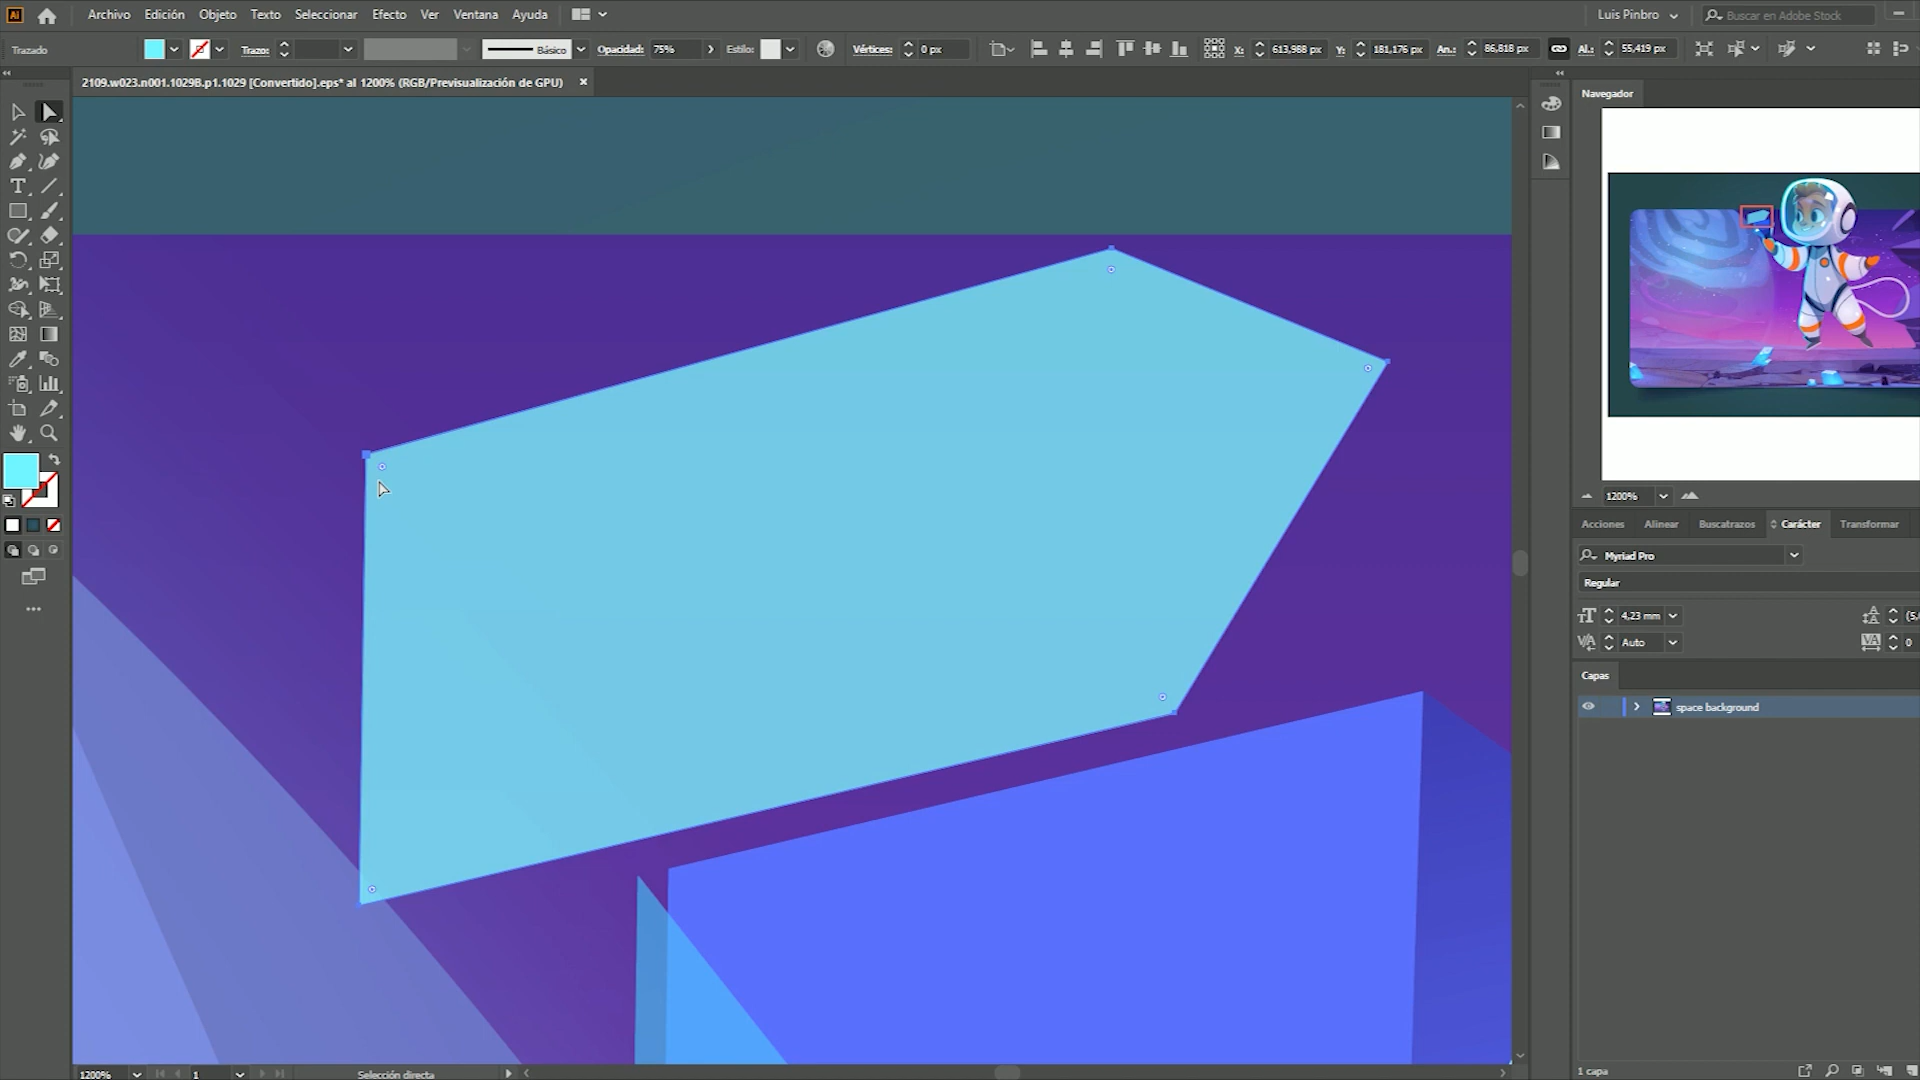 Ai Archivo Edición Objeto Texto Seleccionar Efecto Ver Ventana Ayuda Luis Pinbro Buscar en Adobe Stock
Trazado Trazo: Básico Opacidad: 75% Estilo: Vértices: 0 px X: 613,988 px Y: 181,176 px An.: 86,818 px Al.: 55,419 px
2109.w023.n001.1029B.p1.1029 [Convertido].eps* al 1200% (RGB/Previsualización de GPU)
Navegador
1200%
Acciones Alinear Buscatrazos Carácter Transformar
Myriad Pro
Regular
4,23 mm (5,
Auto 0
Capas
space background
1200% 1 Selección directa 1 capa